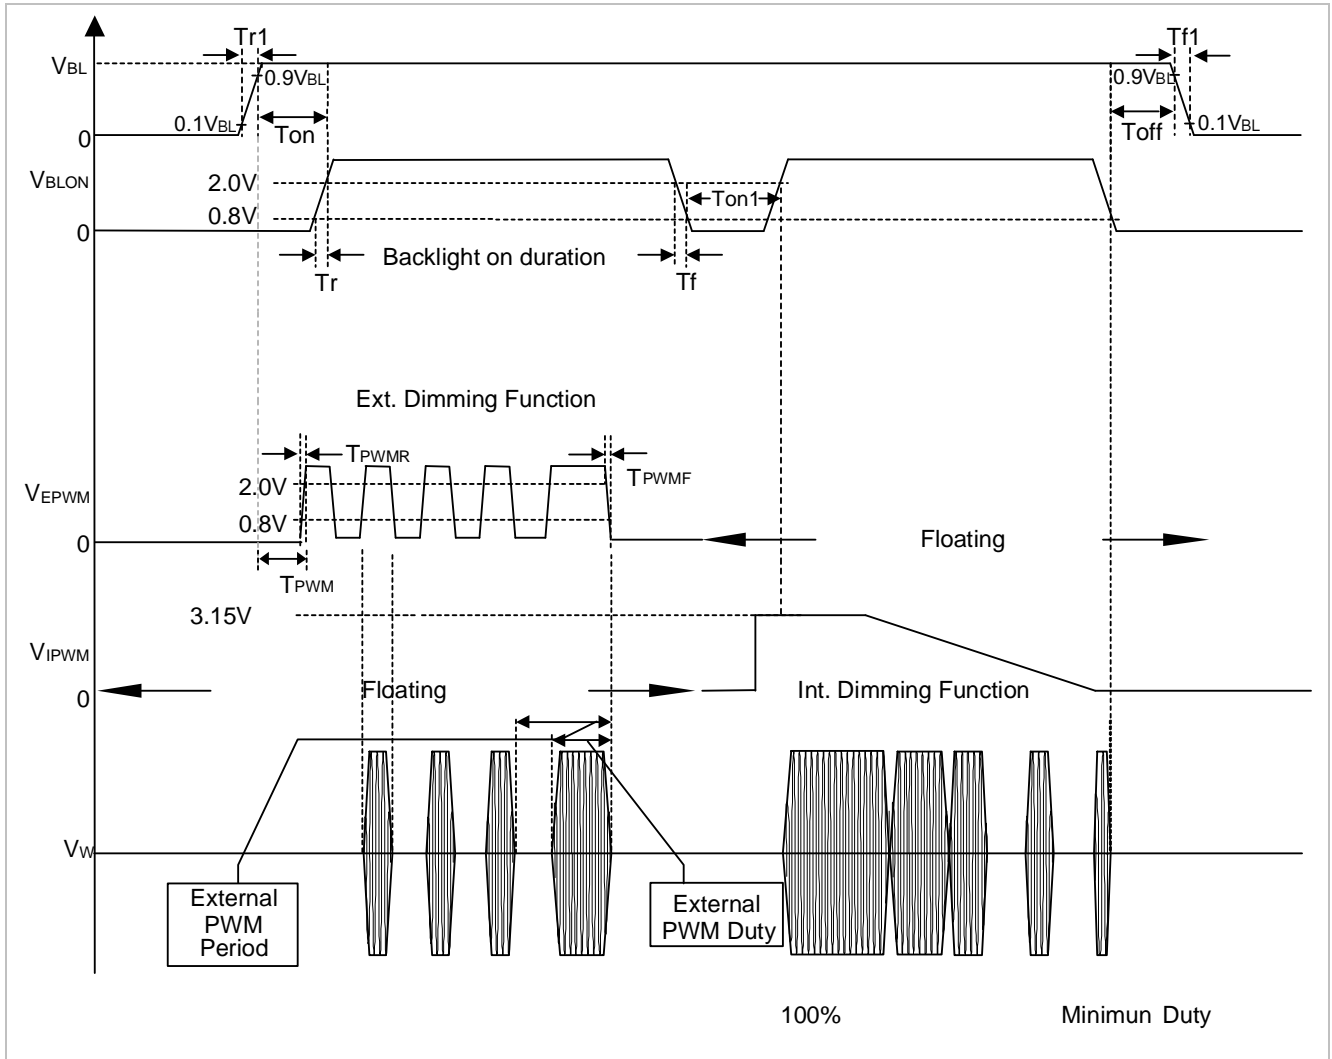 Tr1
Tf1
VBL
0.9VBL
0.9VBL
0.1VBL
Ton
Toff
0.1VBL
0
VBLON
2.0V
Ton1
0.8V
0
Backlight on duration
Tr
Tf
Ext. Dimming Function
TPWMR
TPWMF
VEPWM
2.0V
0.8V
0
Floating
TPWM
3.15V
VIPWM
0
Floating
Int. Dimming Function
VW
External
PWM
Period
External
PWM Duty
100%
Minimun Duty